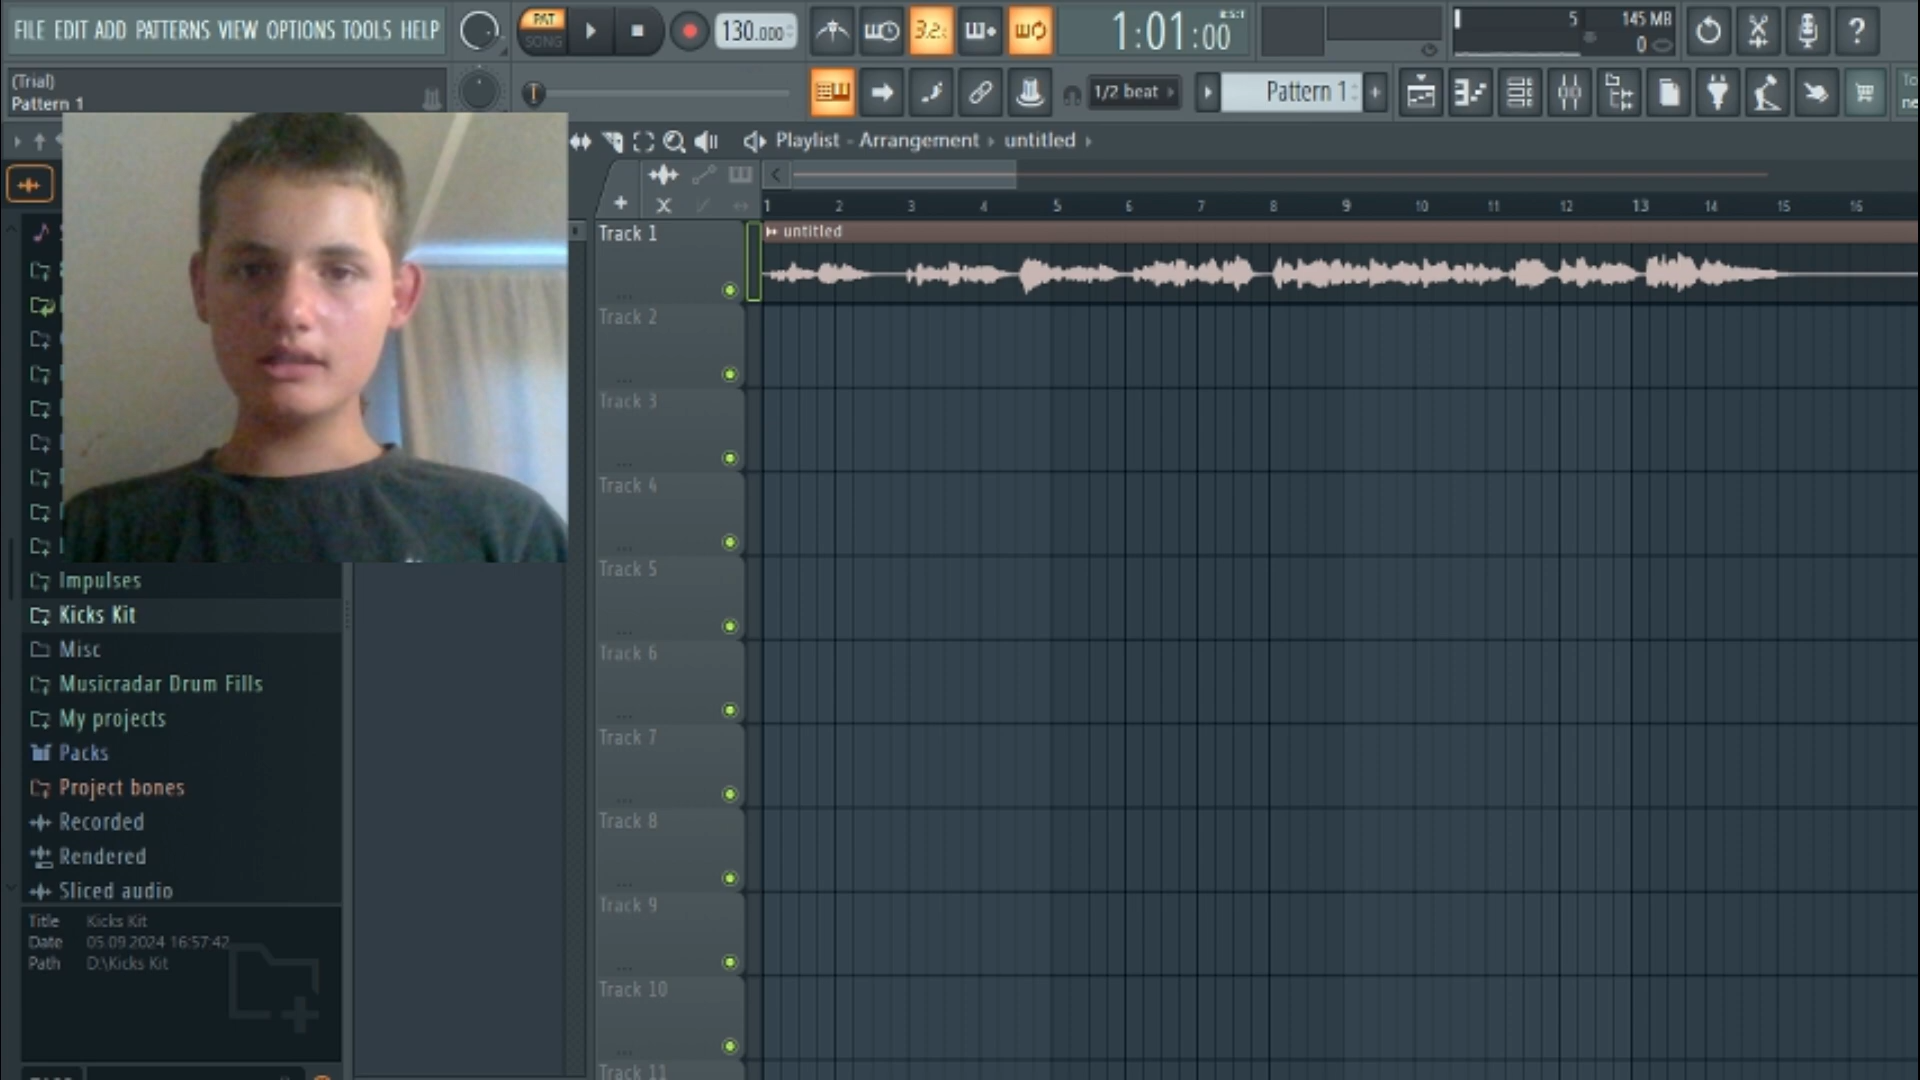 FILE EDIT ADD PATTERNS VIEW OPTIONS TOOLS HELP
PAT
SONG
130.000
3.2.:
1:01:00
B:S:T
5
145 MB
0
(Trial)
Pattern 1
1/2 beat
Pattern 1
To
ne
Playlist - Arrangement › untitled ›
1 2 3 4 5 6 7 8 9 10 11 12 13 14 15 16
Track 1
untitled
Track 2
Track 3
Track 4
Track 5
Track 6
Track 7
Track 8
Track 9
Track 10
Track 11
Impulses
Kicks Kit
Misc
Musicradar Drum Fills
My projects
Packs
Project bones
Recorded
Rendered
Sliced audio
Title Kicks Kit
Date 05.09.2024 16:57:42
Path D:\Kicks Kit